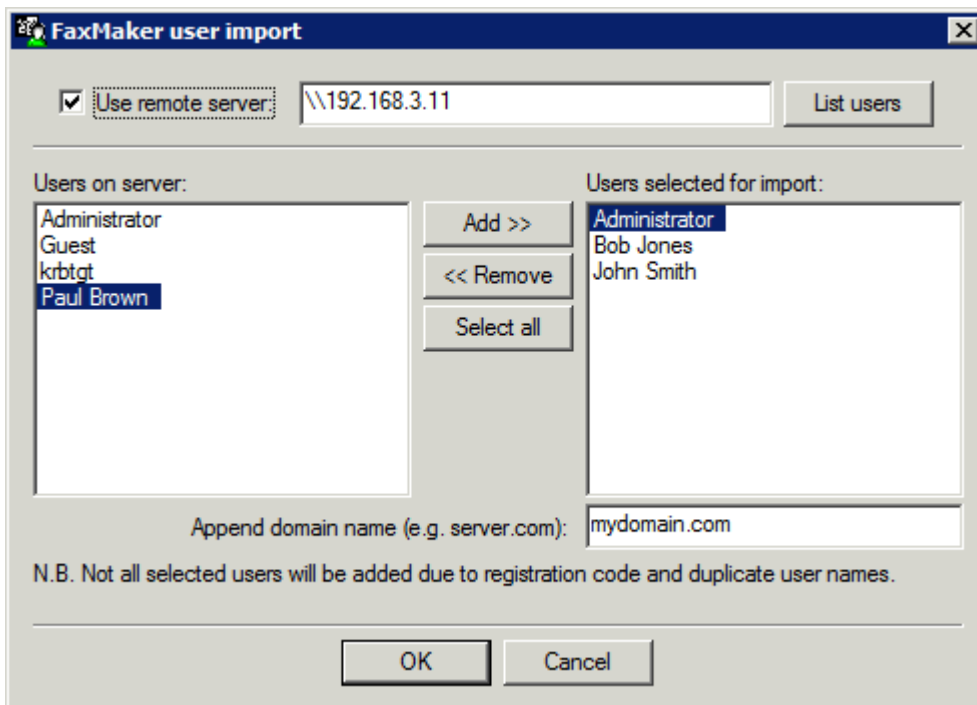 FaxMaker user import
Use remote server: \\192.168.3.11 List users
Users on server: Users selected for import:
Administrator Add >> Administrator
Guest Bob Jones
krbtgt << Remove John Smith
Paul Brown
Select all
Append domain name (e.g. server.com): mydomain.com
N.B. Not all selected users will be added due to registration code and duplicate user names.
OK Cancel